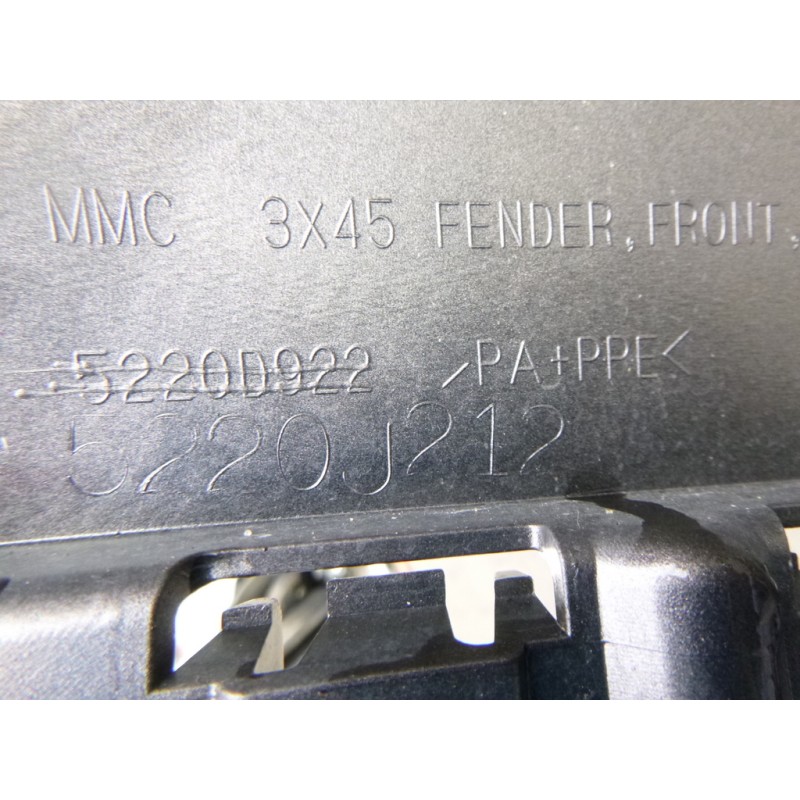 MMC 3X45 FENDER, FRONT,
5220D922 >PA+PPE<
5220J212